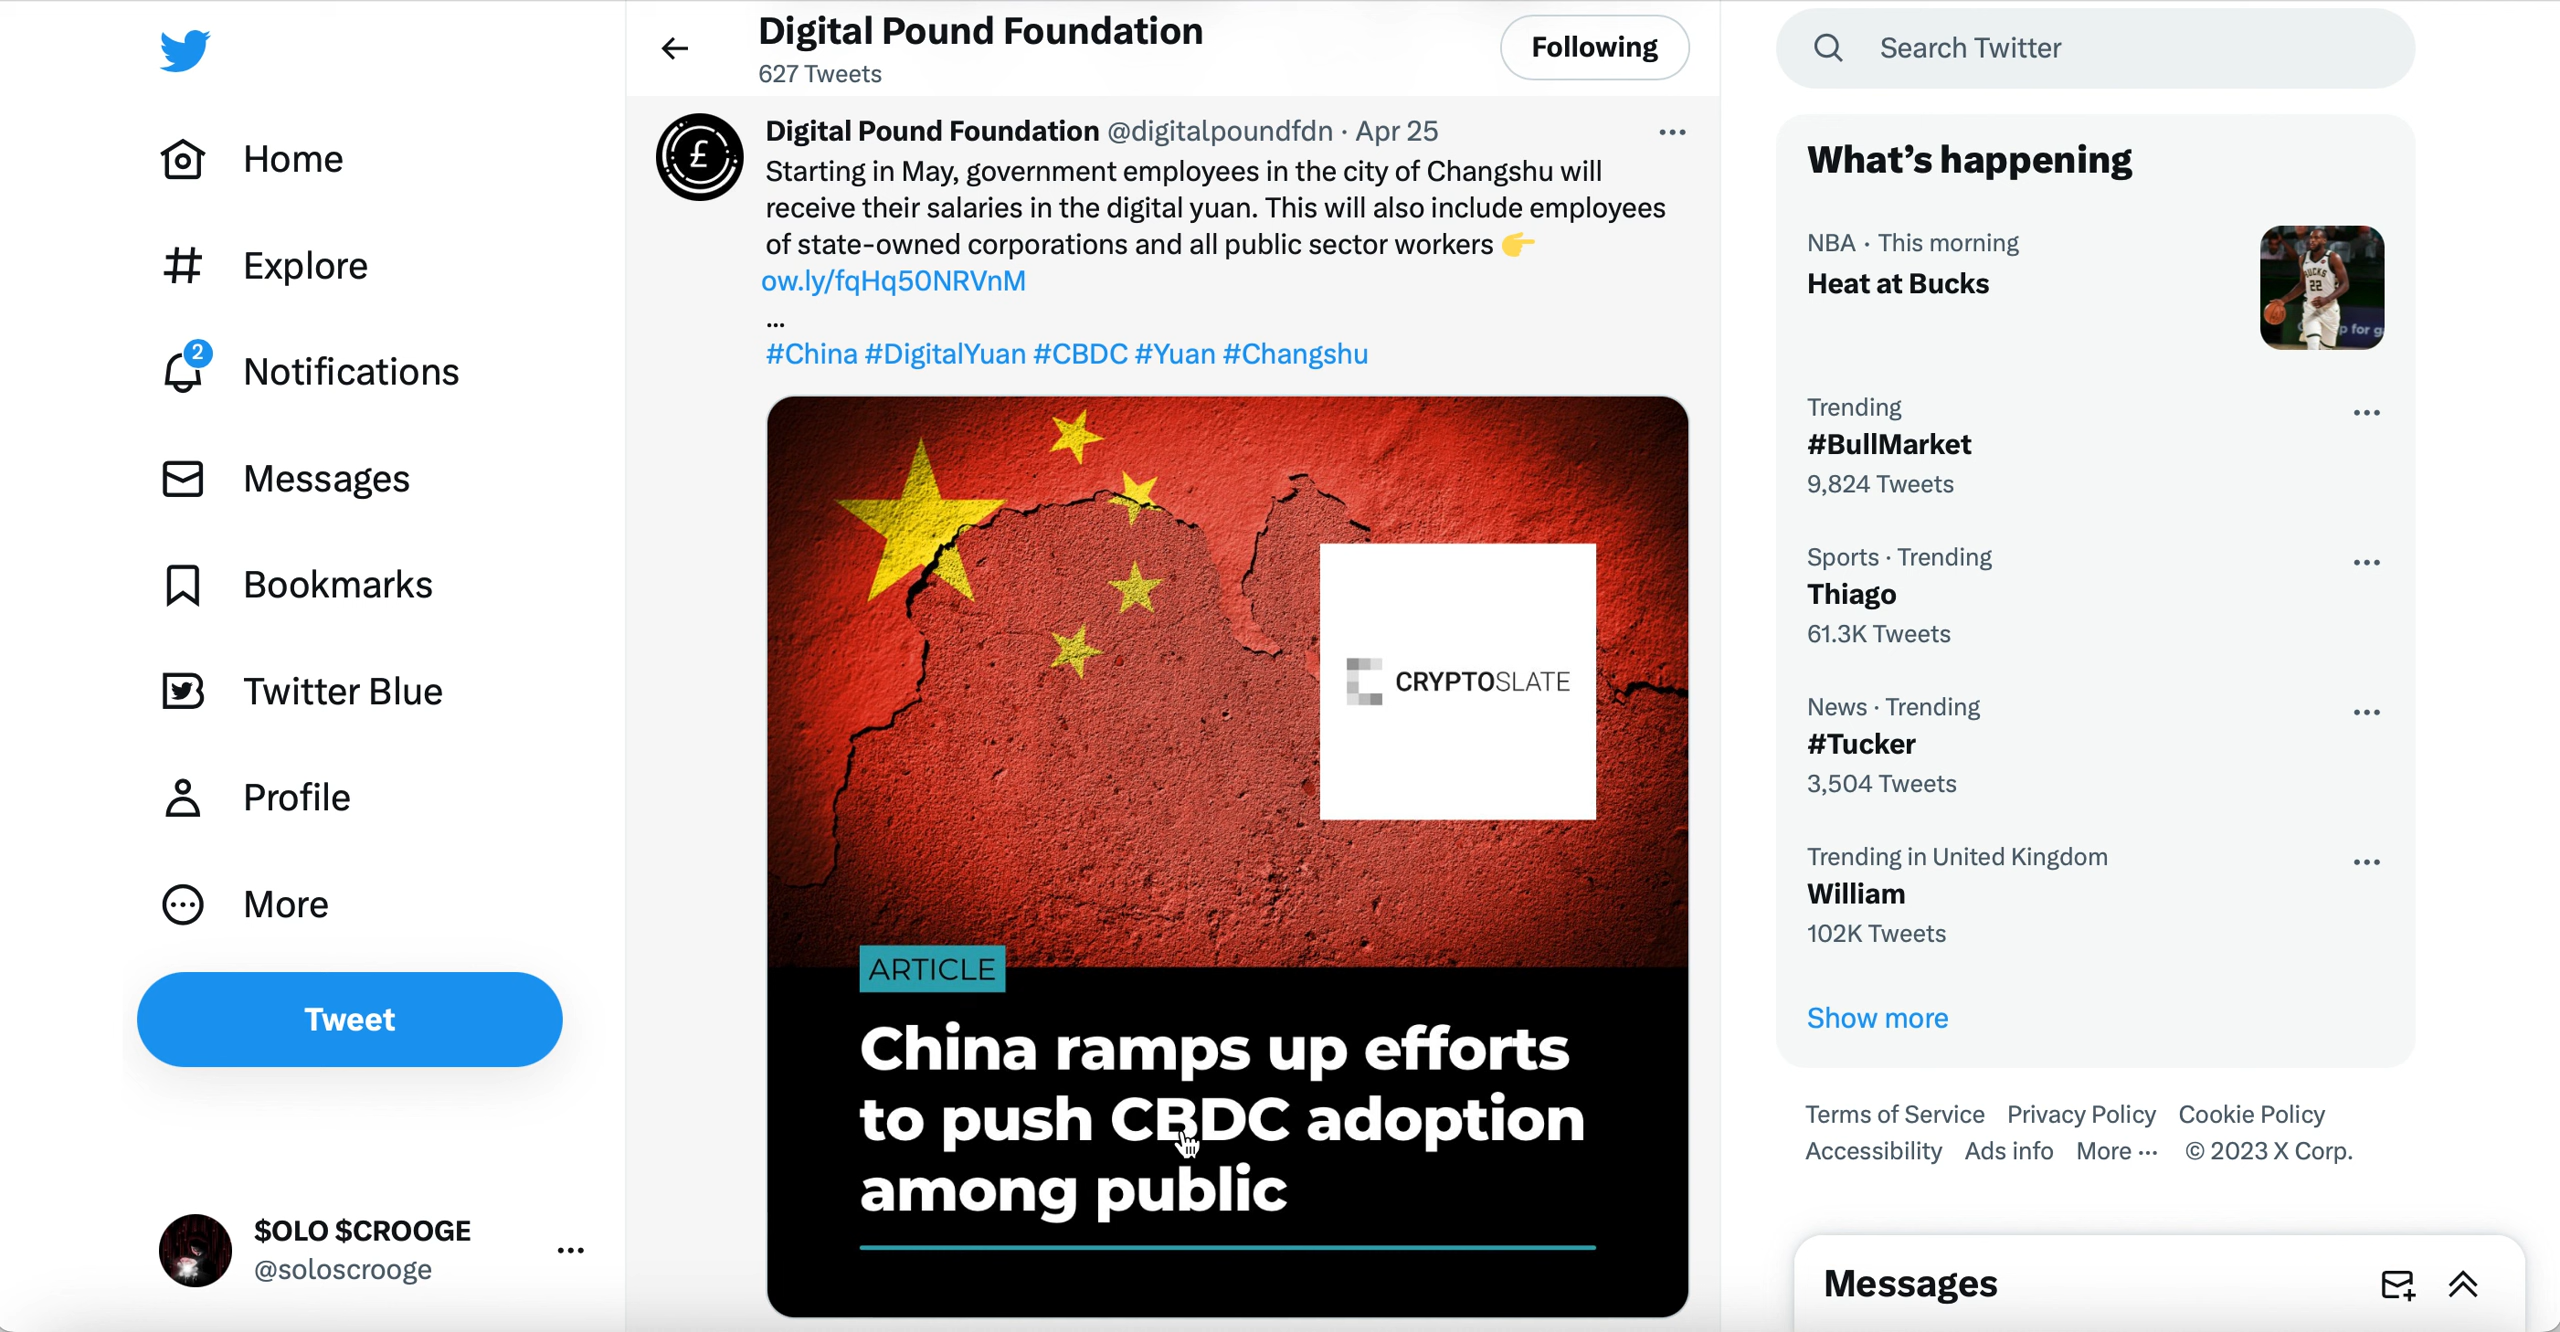 Home
Explore
2
Notifications
Messages
Bookmarks
Twitter Blue
Profile
More
Tweet
$OLO $CROOGE
@soloscrooge
Digital Pound Foundation
627 Tweets
Following
£
Digital Pound Foundation @digitalpoundfdn · Apr 25
Starting in May, government employees in the city of Changshu will
receive their salaries in the digital yuan. This will also include employees
of state-owned corporations and all public sector workers 👉
ow.ly/fqHq50NRVnM
...
#China #DigitalYuan #CBDC #Yuan #Changshu
CRYPTOSLATE
ARTICLE
China ramps up efforts
to push CBDC adoption
among public
Search Twitter
What's happening
NBA · This morning
Heat at Bucks
BUCKS
22
p for g
Trending
#BullMarket
9,824 Tweets
Sports · Trending
Thiago
61.3K Tweets
News · Trending
#Tucker
3,504 Tweets
Trending in United Kingdom
William
102K Tweets
Show more
Terms of Service Privacy Policy Cookie Policy
Accessibility Ads info More ··· © 2023 X Corp.
Messages